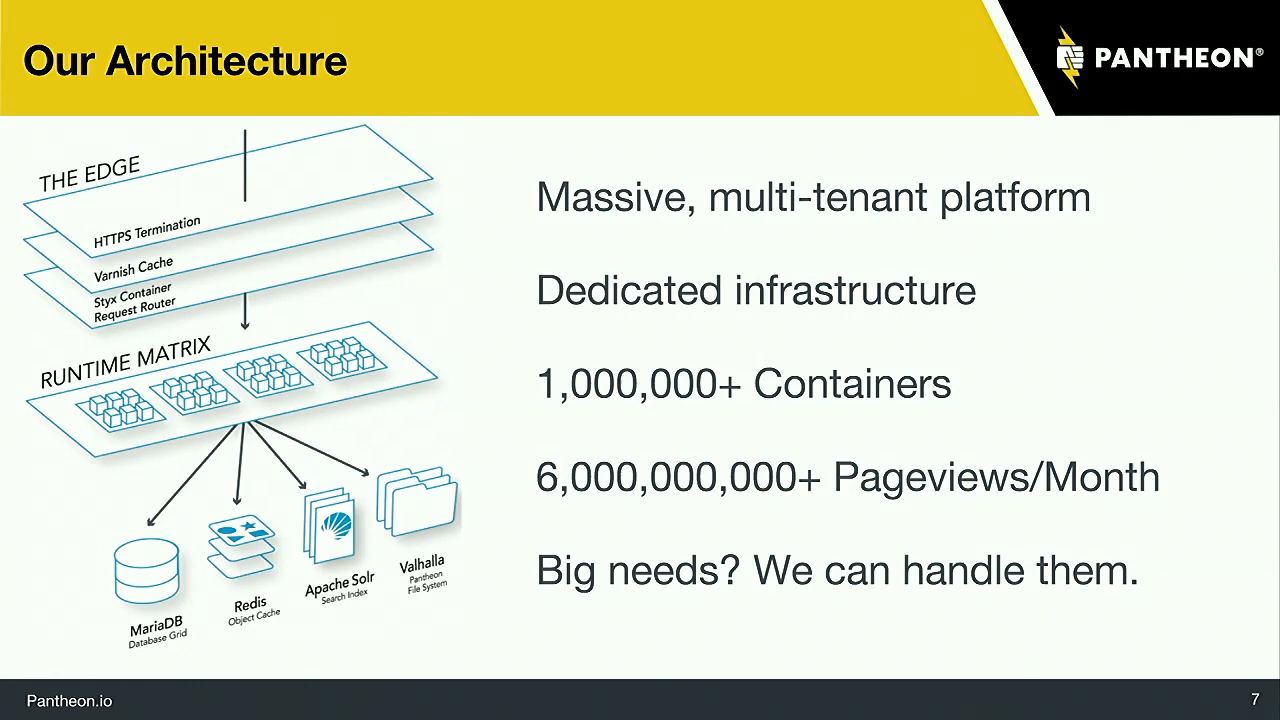 Our Architecture
PANTHEON®
THE EDGE
HTTPS Termination
Varnish Cache
Styx Container
Request Router
RUNTIME MATRIX
MariaDB
Database Grid
Redis
Object Cache
Apache Solr
Search Index
Valhalla
Pantheon
File System
Massive, multi-tenant platform
Dedicated infrastructure
1,000,000+ Containers
6,000,000,000+ Pageviews/Month
Big needs? We can handle them.
Pantheon.io
7